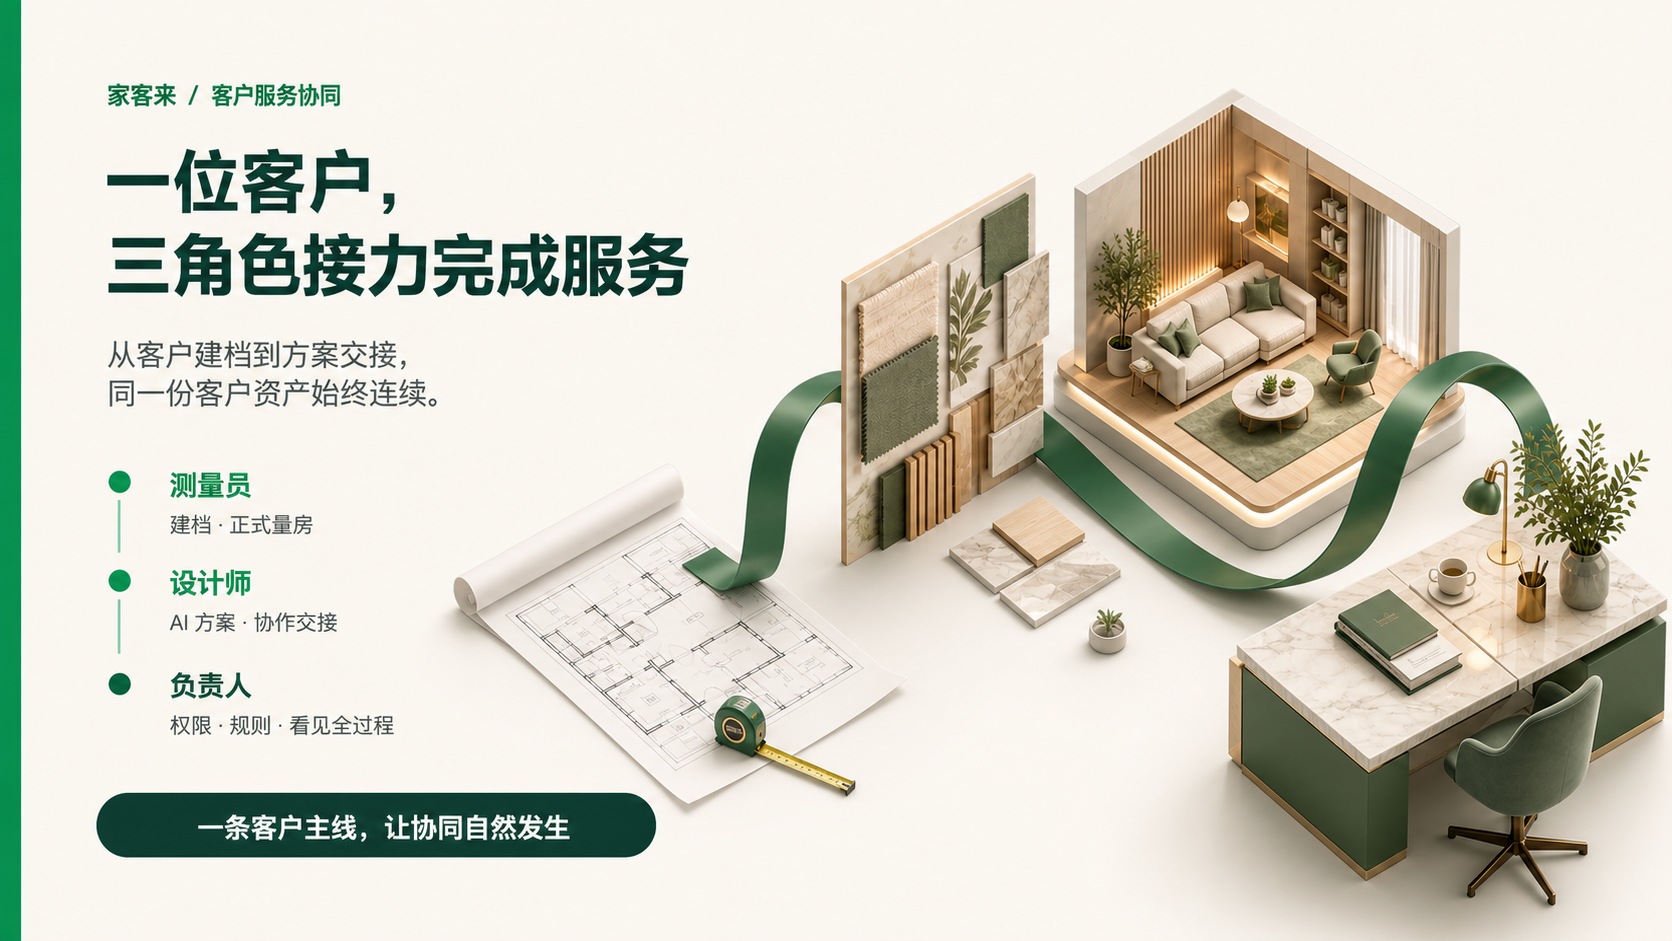 家客来 / 客户服务协同
一位客户，
三角色接力完成服务
从客户建档到方案交接，
同一份客户资产始终连续。
测量员
建档 · 正式量房
设计师
AI 方案 · 协作交接
负责人
权限 · 规则 · 看见全过程
一条客户主线，让协同自然发生